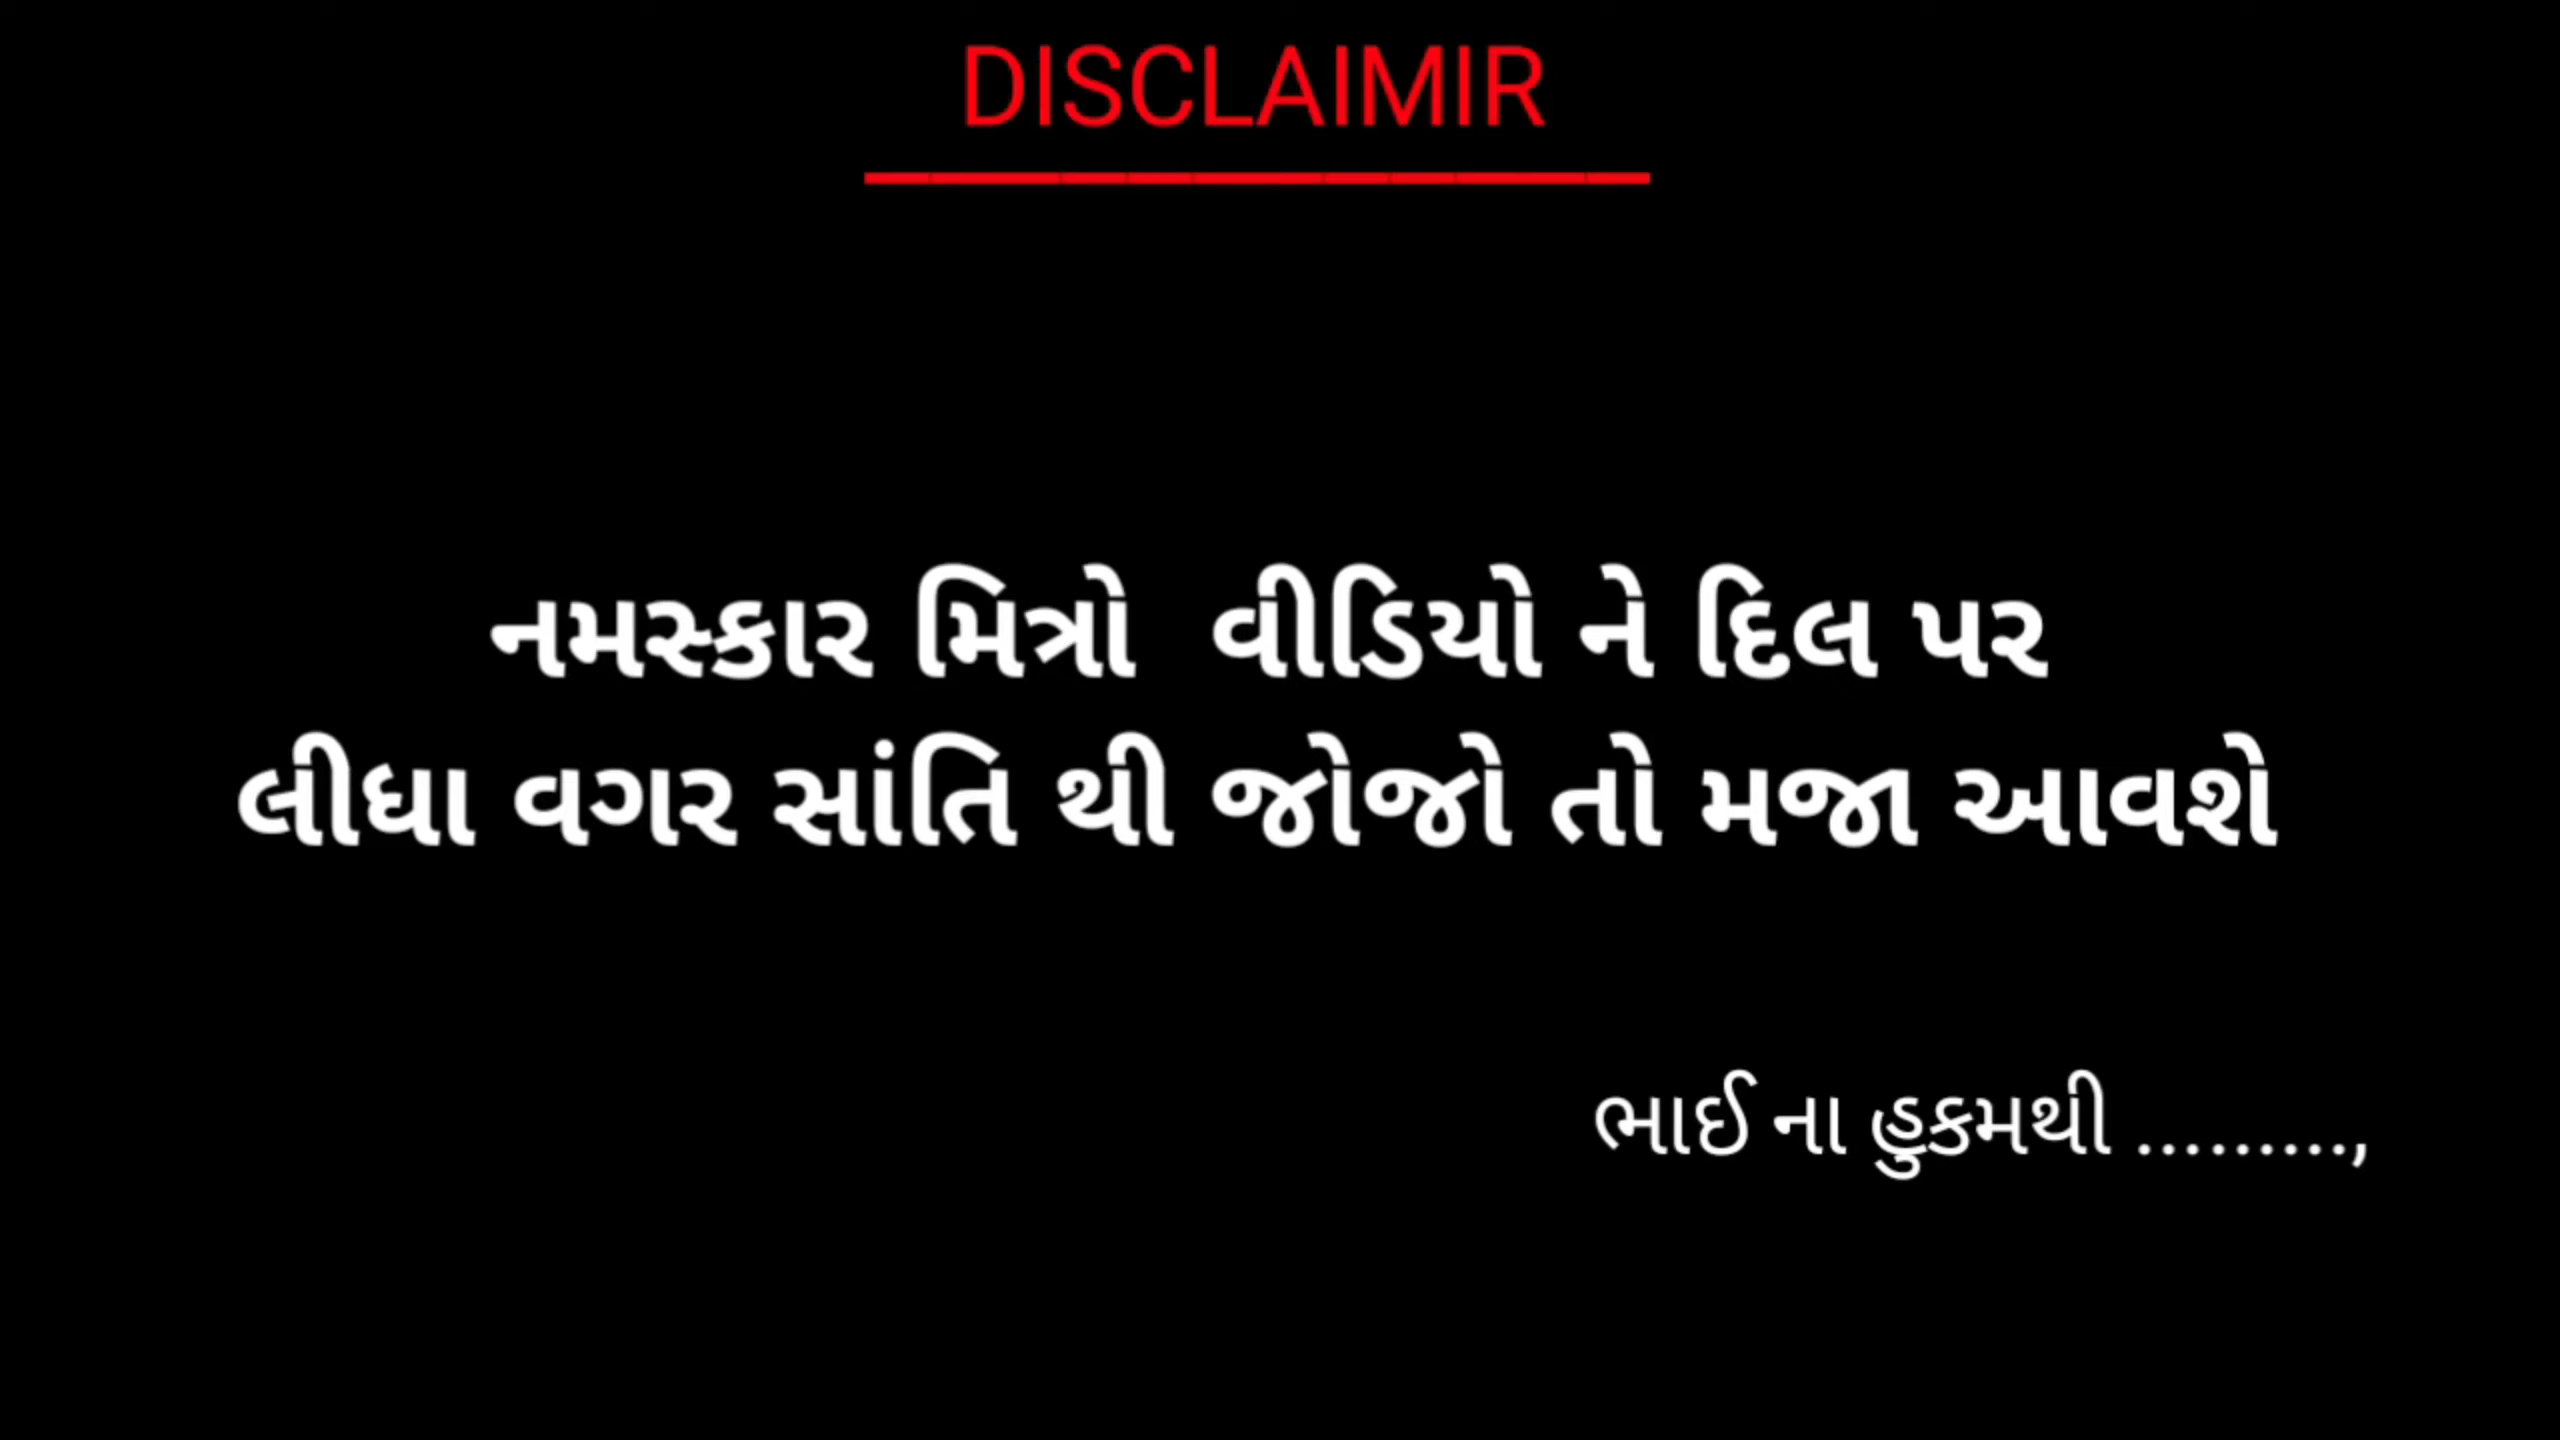 DISCLAIMIR
નમસ્કાર મિત્રો વીડિયો ને દિલ પર
લીધા વગર સાંતિ થી જોજો તો મજા આવશે
ભાઈ ના હુકમથી .........,